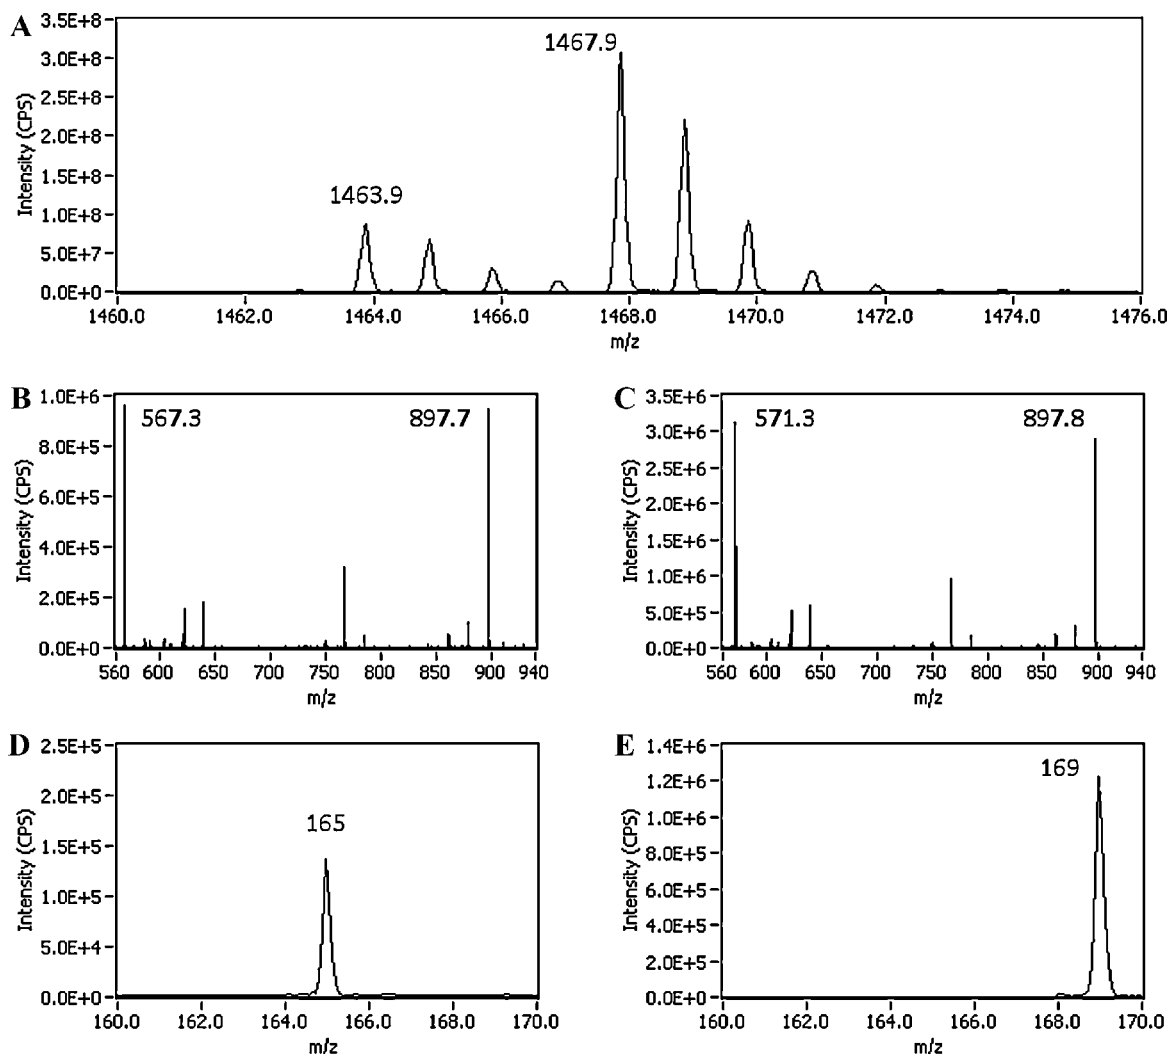 A
3.5E+8
3.0E+8
2.5E+8
2.0E+8
1.5E+8
1.0E+8
5.0E+7
0.0E+0
Intensity (CPS)
1463.9
1467.9
1460.0 1462.0 1464.0 1466.0 1468.0 1470.0 1472.0 1474.0 1476.0
m/z
B
1.0E+6
8.0E+5
6.0E+5
4.0E+5
2.0E+5
0.0E+0
Intensity (CPS)
567.3 897.7
560 600 650 700 750 800 850 900 940
m/z
C
3.5E+6
3.0E+6
2.5E+6
2.0E+6
1.5E+6
1.0E+6
5.0E+5
0.0E+0
Intensity (CPS)
571.3 897.8
560 600 650 700 750 800 850 900 940
m/z
D
2.5E+5
2.0E+5
1.5E+5
1.0E+5
5.0E+4
0.0E+0
Intensity (CPS)
165
160.0 162.0 164.0 166.0 168.0 170.0
m/z
E
1.4E+6
1.2E+6
1.0E+6
8.0E+5
6.0E+5
4.0E+5
2.0E+5
0.0E+0
Intensity (CPS)
169
160.0 162.0 164.0 166.0 168.0 170.0
m/z